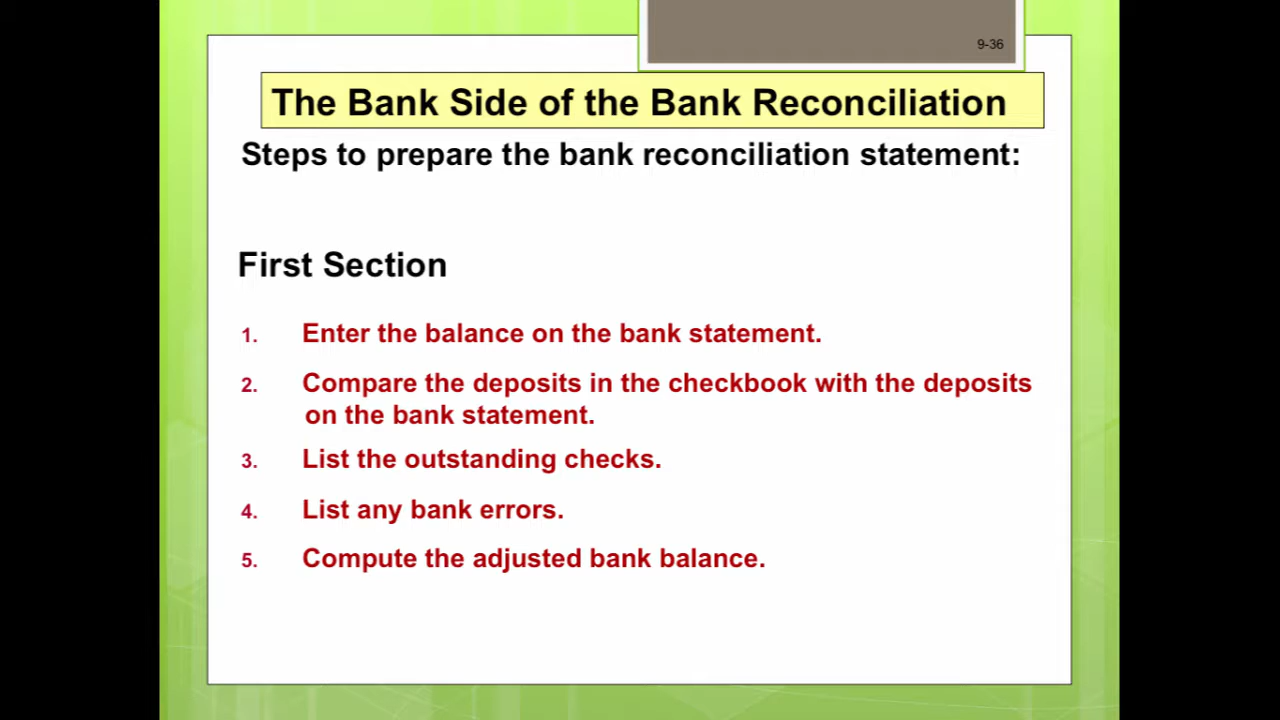 9-36
The Bank Side of the Bank Reconciliation
Steps to prepare the bank reconciliation statement:
First Section
1. Enter the balance on the bank statement.
2. Compare the deposits in the checkbook with the deposits
on the bank statement.
3. List the outstanding checks.
4. List any bank errors.
5. Compute the adjusted bank balance.